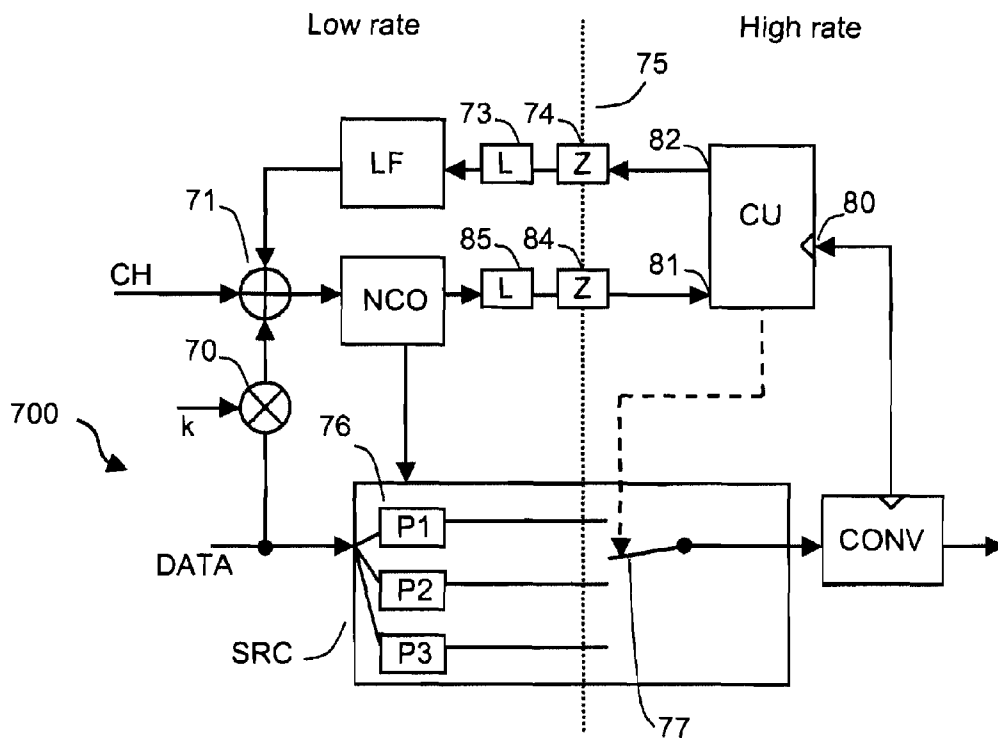 Low rate
High rate
75
73
74
82
LF
L
Z
CU
80
71
85
84
81
CH
NCO
L
Z
70
700
k
76
P1
DATA
CONV
P2
SRC
P3
77